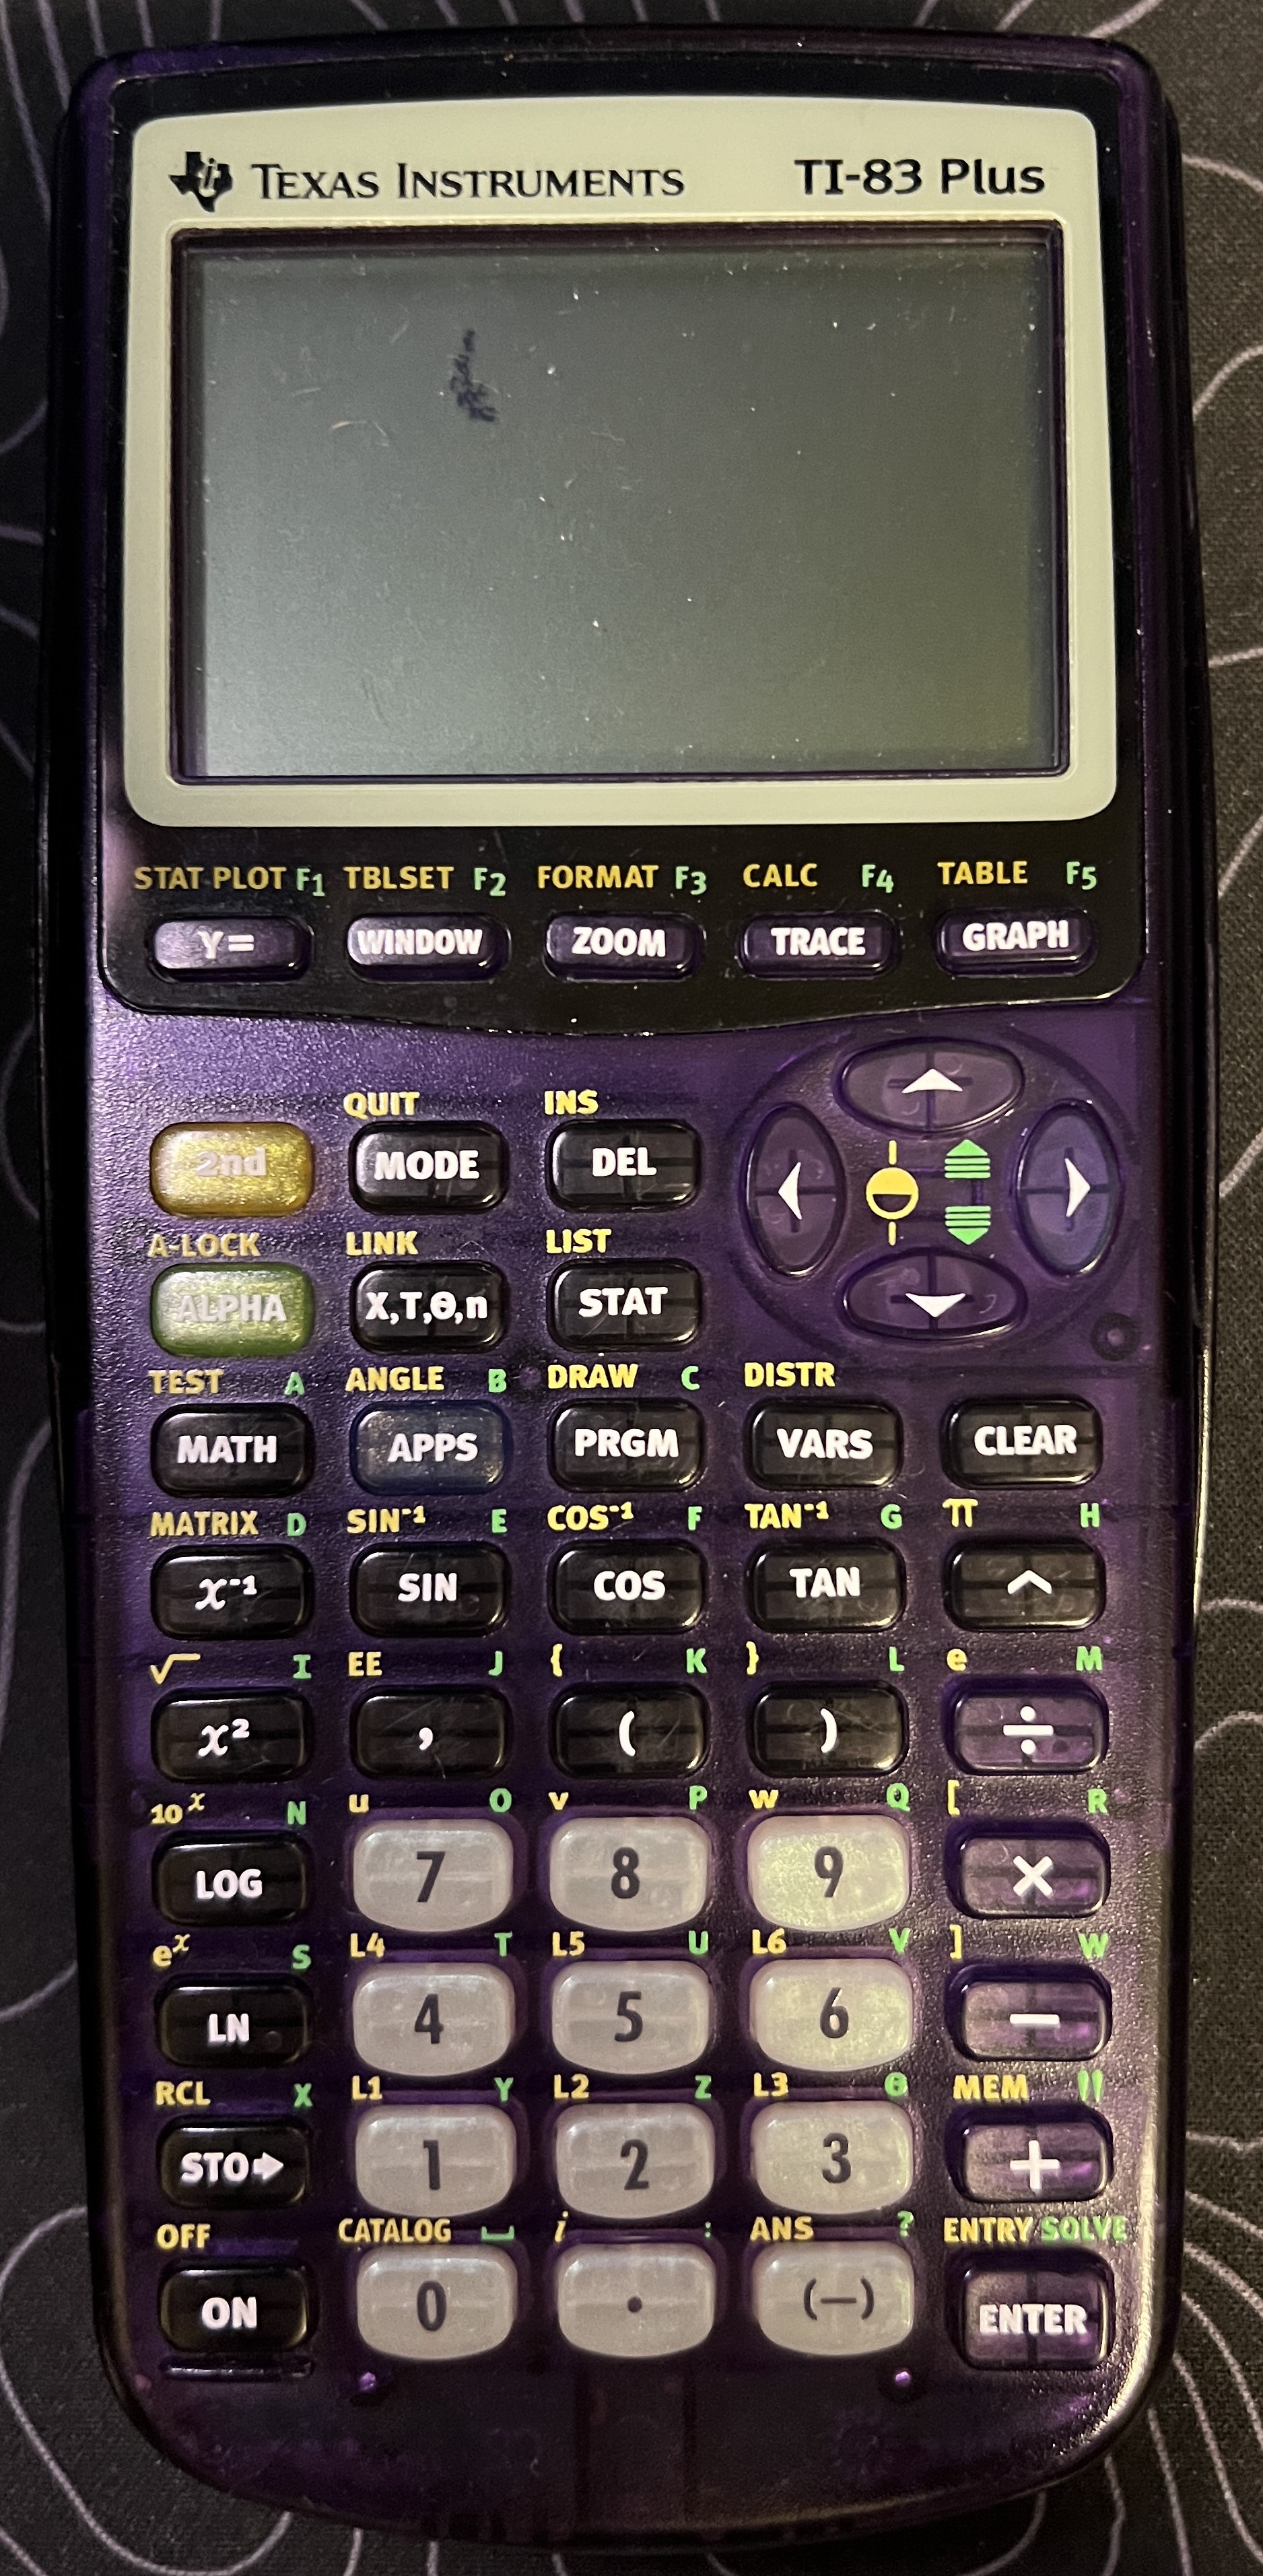 TEXAS INSTRUMENTS TI-83 Plus
STAT PLOT F1 TBLSET F2 FORMAT F3 CALC F4 TABLE F5
Y= WINDOW ZOOM TRACE GRAPH
QUIT INS
2nd MODE DEL
A-LOCK LINK LIST
ALPHA X,T,Θ,n STAT
TEST A ANGLE B DRAW C DISTR
MATH APPS PRGM VARS CLEAR
MATRIX D SIN⁻¹ E COS⁻¹ F TAN⁻¹ G π H
x⁻¹ SIN COS TAN ^
√ I EE J { K } L e M
x² , ( ) ÷
10ˣ N u O v P w Q [ R
LOG 7 8 9 ×
eˣ S L4 T L5 U L6 V ] W
LN 4 5 6 −
RCL X L1 Y L2 Z L3 θ MEM "
STO➔ 1 2 3 +
OFF CATALOG ⎵ i : ANS ? ENTRY SOLVE
ON 0 . (−) ENTER